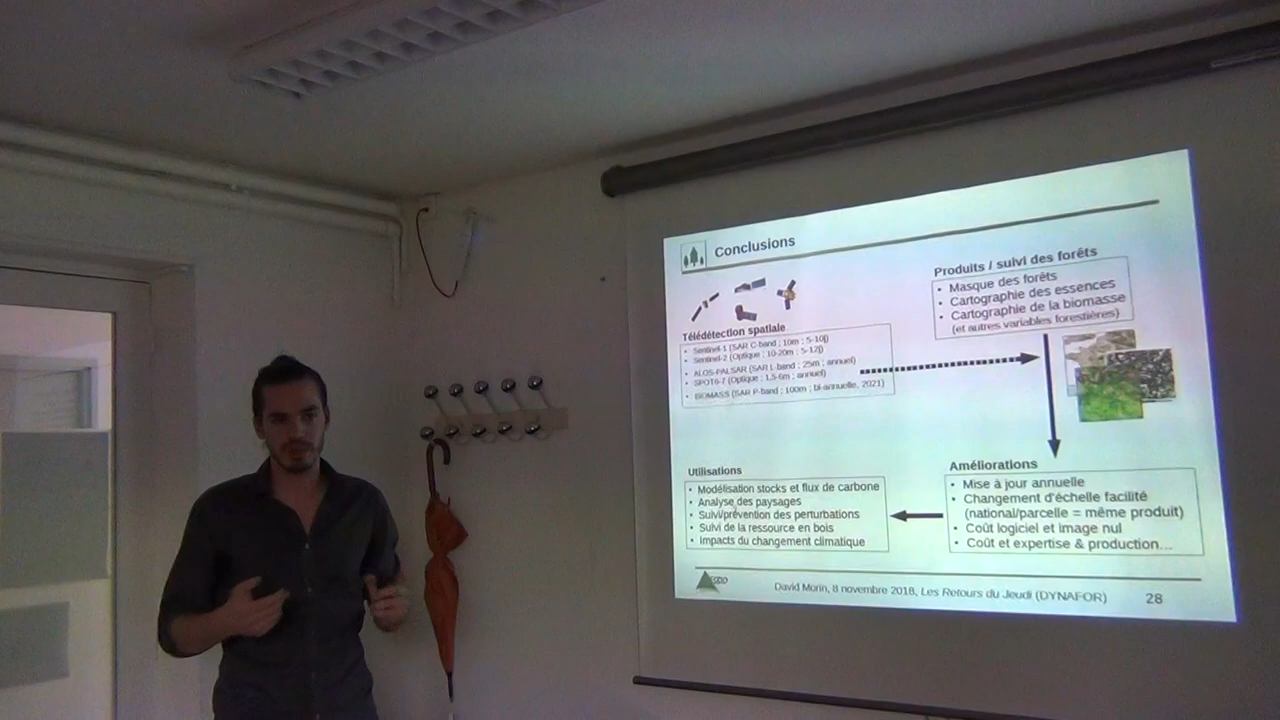 Conclusions
Télédétection spatiale
• Sentinel-1 (SAR C-band ; 10m ; 5-10j)
• Sentinel-2 (Optique ; 10-20m ; 5-12j)
• ALOS-PALSAR (SAR L-band ; 25m ; annuel)
• SPOT6-7 (Optique ; 1,5-6m ; annuel)
• BIOMASS (SAR P-band ; 100m ; bi-annuelle, 2021)
Produits / suivi des forêts
• Masque des forêts
• Cartographie des essences
• Cartographie de la biomasse
(et autres variables forestières)
Améliorations
• Mise à jour annuelle
• Changement d'échelle facilité
(national/parcelle = même produit)
• Coût logiciel et image nul
• Coût et expertise & production...
Utilisations
• Modélisation stocks et flux de carbone
• Analyse des paysages
• Suivi/prévention des perturbations
• Suivi de la ressource en bois
• Impacts du changement climatique
David Morin, 8 novembre 2018, Les Retours du Jeudi (DYNAFOR)
28